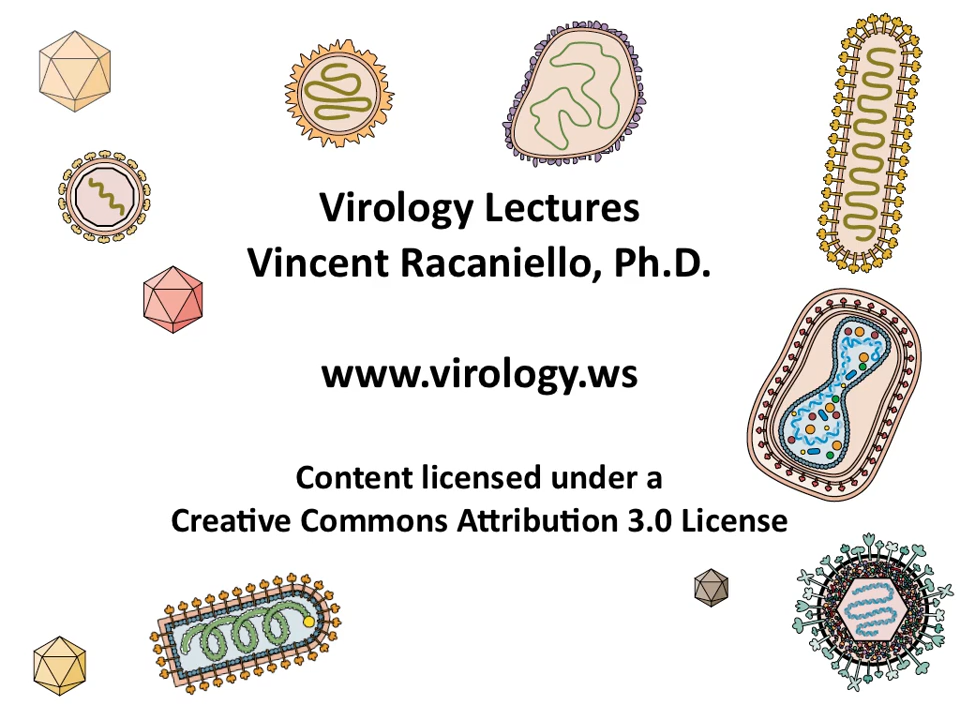 Virology Lectures
Vincent Racaniello, Ph.D.
www.virology.ws
Content licensed under a
Creative Commons Attribution 3.0 License